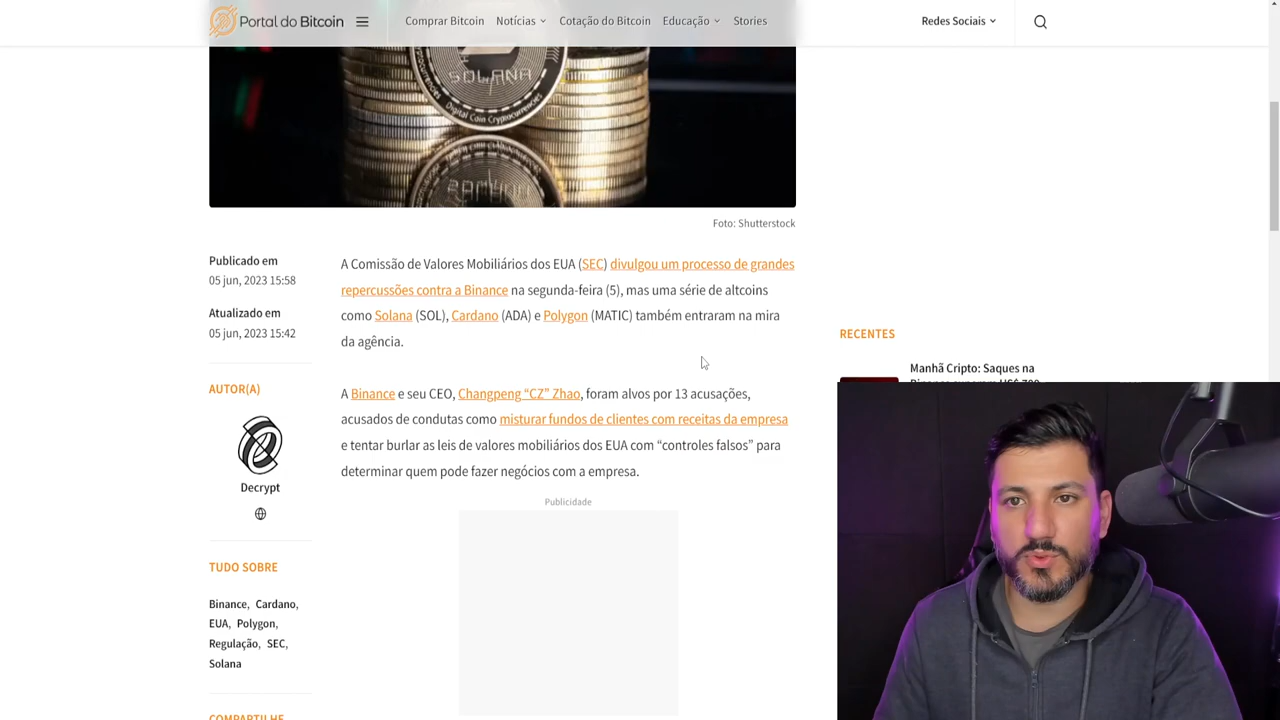 Portal do Bitcoin
Comprar Bitcoin
Notícias
Cotação do Bitcoin
Educação
Stories
Redes Sociais
SOLANA
Digital Coin Cryptocurrencies
Foto: Shutterstock
Publicado em
05 jun, 2023 15:58
Atualizado em
05 jun, 2023 15:42
AUTOR(A)
Decrypt
TUDO SOBRE
Binance, Cardano,
EUA, Polygon,
Regulação, SEC,
Solana
COMPARTILHE
A Comissão de Valores Mobiliários dos EUA (SEC) divulgou um processo de grandes
repercussões contra a Binance na segunda-feira (5), mas uma série de altcoins
como Solana (SOL), Cardano (ADA) e Polygon (MATIC) também entraram na mira
da agência.
A Binance e seu CEO, Changpeng “CZ” Zhao, foram alvos por 13 acusações,
acusados de condutas como misturar fundos de clientes com receitas da empresa
e tentar burlar as leis de valores mobiliários dos EUA com “controles falsos” para
determinar quem pode fazer negócios com a empresa.
Publicidade
RECENTES
Manhã Cripto: Saques na